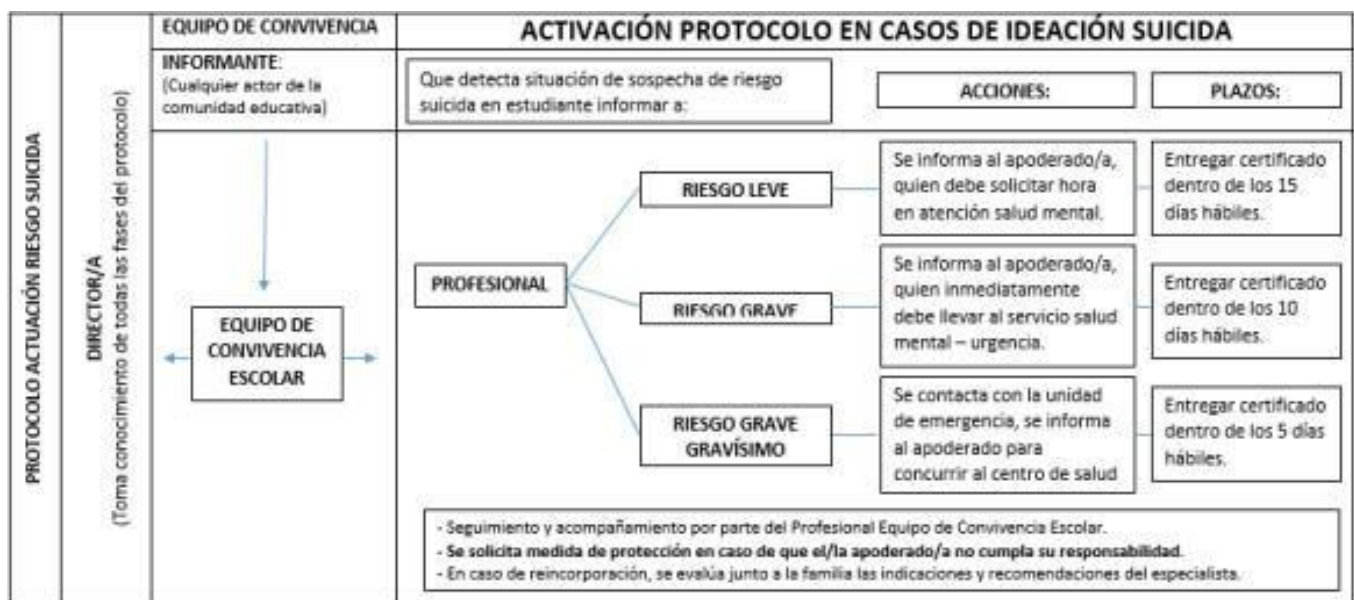 PROTOCOLO ACTUACIÓN RIESGO SUICIDA
DIRECTOR/A
(Toma conocimiento de todas las fases del protocolo)
EQUIPO DE CONVIVENCIA
ACTIVACIÓN PROTOCOLO EN CASOS DE IDEACIÓN SUICIDA
INFORMANTE:
(Cualquier actor de la
comunidad educativa)
Que detecta situación de sospecha de riesgo
suicida en estudiante informar a:
ACCIONES:
PLAZOS:
EQUIPO DE
CONVIVENCIA
ESCOLAR
PROFESIONAL
RIESGO LEVE
Se informa al apoderado/a,
quien debe solicitar hora
en atención salud mental.
Entregar certificado
dentro de los 15
días hábiles.
RIESGO GRAVE
Se informa al apoderado/a,
quien inmediatamente
debe llevar al servicio salud
mental – urgencia.
Entregar certificado
dentro de los 10
días hábiles.
RIESGO GRAVE
GRAVÍSIMO
Se contacta con la unidad
de emergencia, se informa
al apoderado para
concurrir al centro de salud
Entregar certificado
dentro de los 5 días
hábiles.
- Seguimiento y acompañamiento por parte del Profesional Equipo de Convivencia Escolar.
- Se solicita medida de protección en caso de que el/la apoderado/a no cumpla su responsabilidad.
- En caso de reincorporación, se evalúa junto a la familia las indicaciones y recomendaciones del especialista.